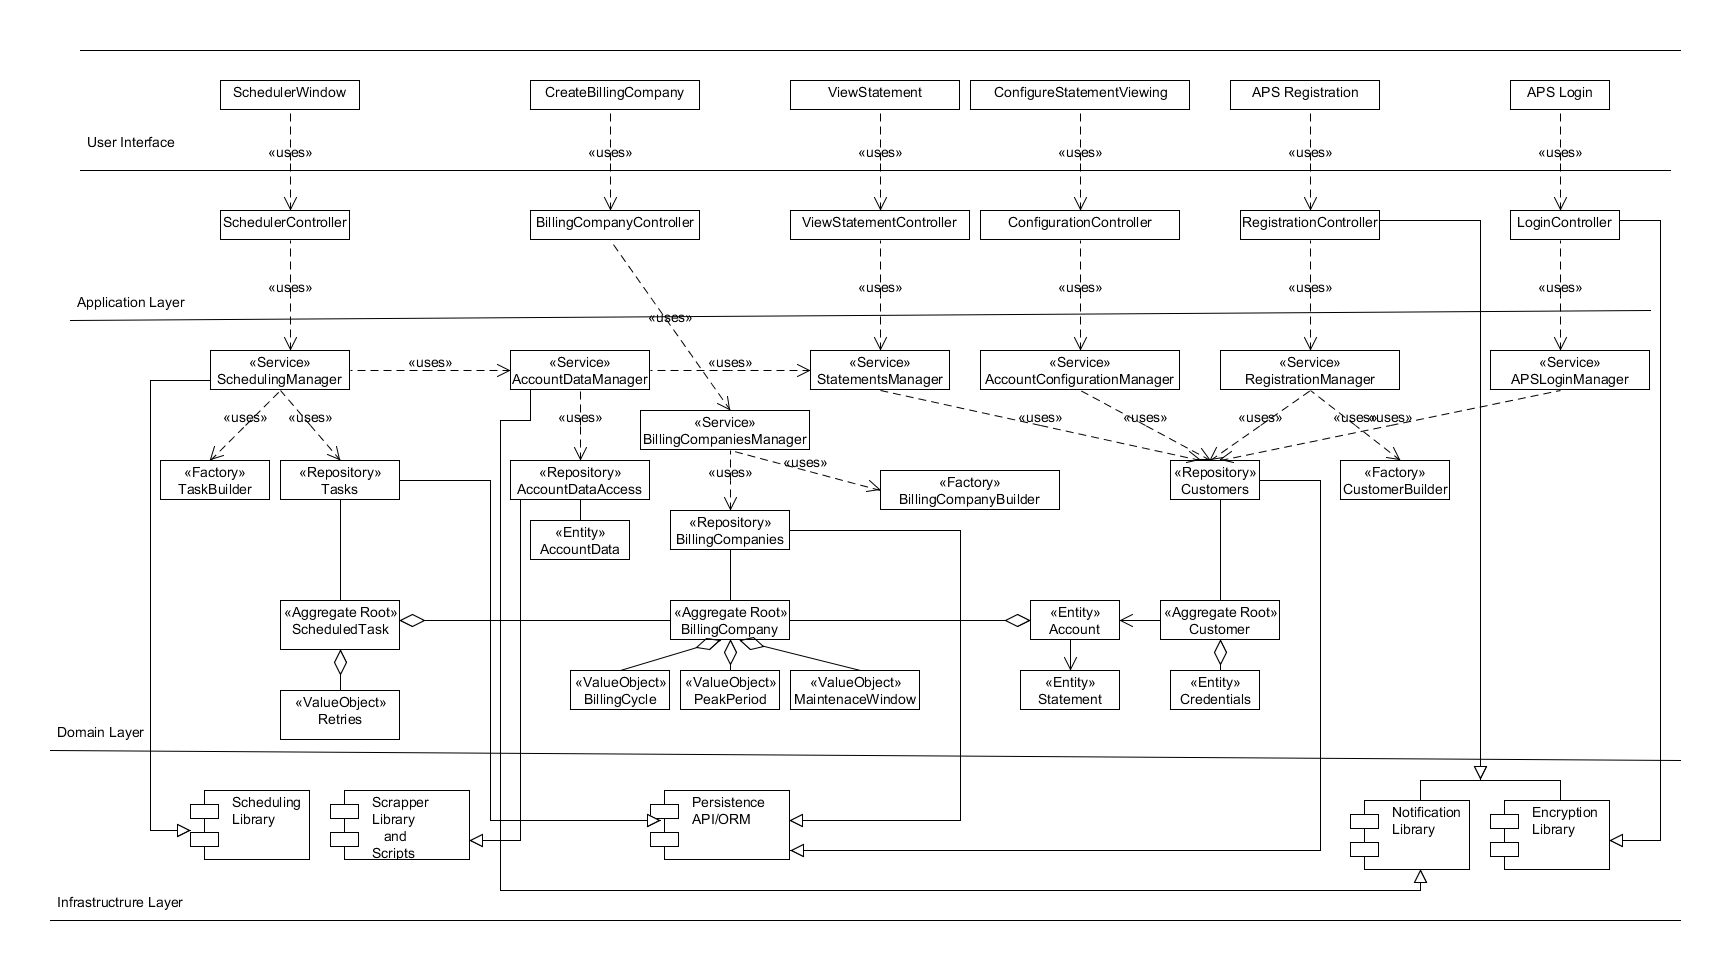 SchedulerWindow
CreateBillingCompany
ViewStatement
ConfigureStatementViewing
APS Registration
APS Login
User Interface
«uses»
«uses»
«uses»
«uses»
«uses»
«uses»
SchedulerController
BillingCompanyController
ViewStatementController
ConfigurationController
RegistrationController
LoginController
«uses»
«uses»
«uses»
«uses»
«uses»
Application Layer
«uses»
«Service»
SchedulingManager
«uses»
«Service»
AccountDataManager
«uses»
«Service»
StatementsManager
«Service»
AccountConfigurationManager
«Service»
RegistrationManager
«Service»
APSLoginManager
«uses»
«uses»
«uses»
«Service»
BillingCompaniesManager
«uses»
«uses»
«uses»
«uses»
«uses»
«Factory»
TaskBuilder
«Repository»
Tasks
«Repository»
AccountDataAccess
«uses»
«uses»
«Factory»
BillingCompanyBuilder
«Repository»
Customers
«Factory»
CustomerBuilder
«Entity»
AccountData
«Repository»
BillingCompanies
«Aggregate Root»
ScheduledTask
«Aggregate Root»
BillingCompany
«Entity»
Account
«Aggregate Root»
Customer
«ValueObject»
Retries
«ValueObject»
BillingCycle
«ValueObject»
PeakPeriod
«ValueObject»
MaintenaceWindow
«Entity»
Statement
«Entity»
Credentials
Domain Layer
Scheduling
Library
Scrapper
Library
and
Scripts
Persistence
API/ORM
Notification
Library
Encryption
Library
Infrastructrure Layer